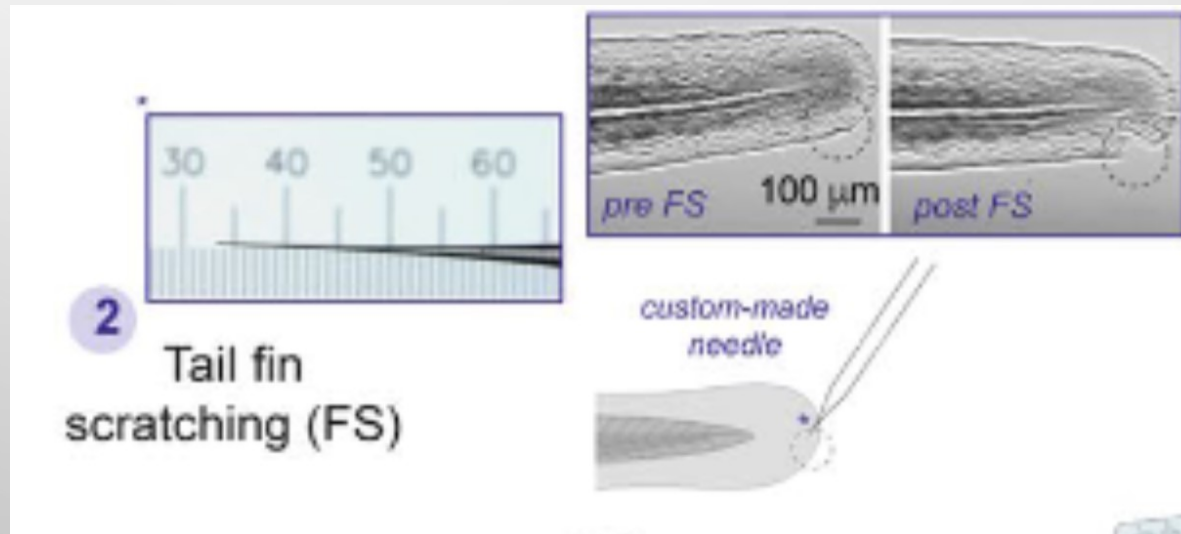 30 40 50 60
2
Tail fin
scratching (FS)
pre FS
100 μm
post FS
custom-made
needle
*